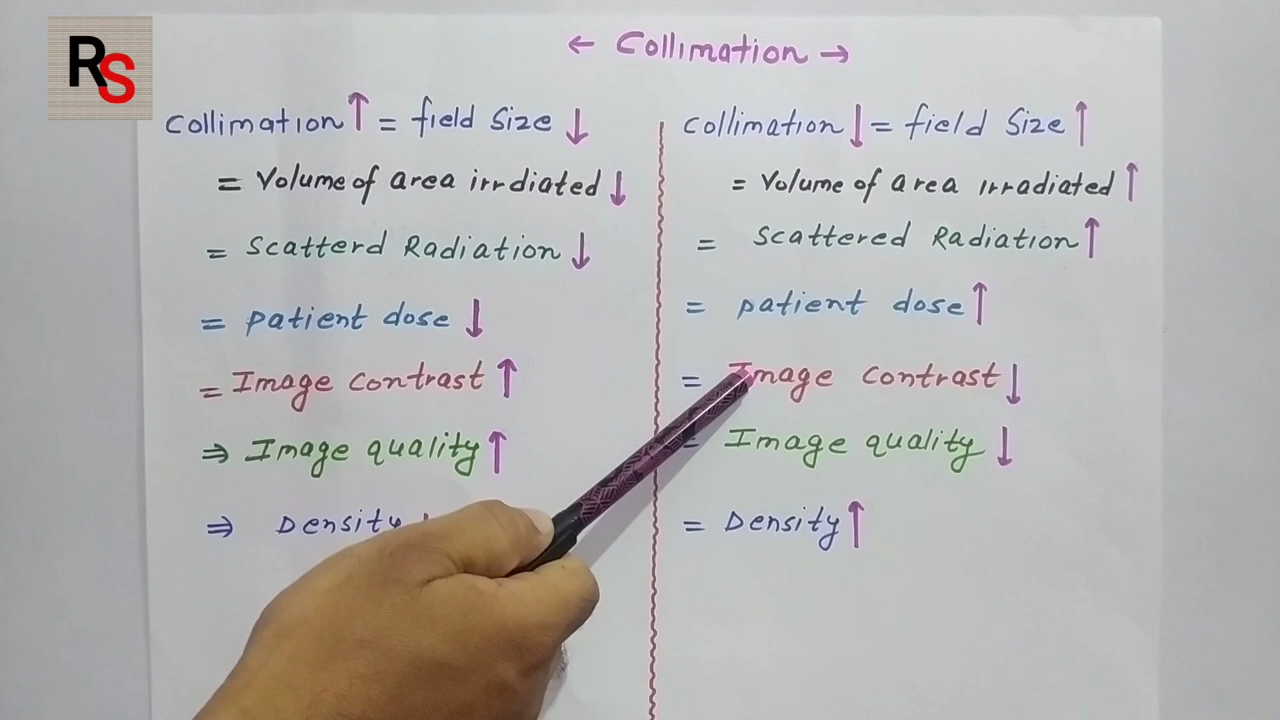 RS
← Collimation →
Collimation ↑ = field Size ↓
= Volume of area irrdiated ↓
= Scatterd Radiation ↓
= patient dose ↓
= Image contrast ↑
⇒ Image quality ↑
⇒ Density
Collimation ↓ = field Size ↑
= Volume of area irradiated ↑
= Scattered Radiation ↑
= patient dose ↑
= Image contrast ↓
= Image quality ↓
= Density ↑